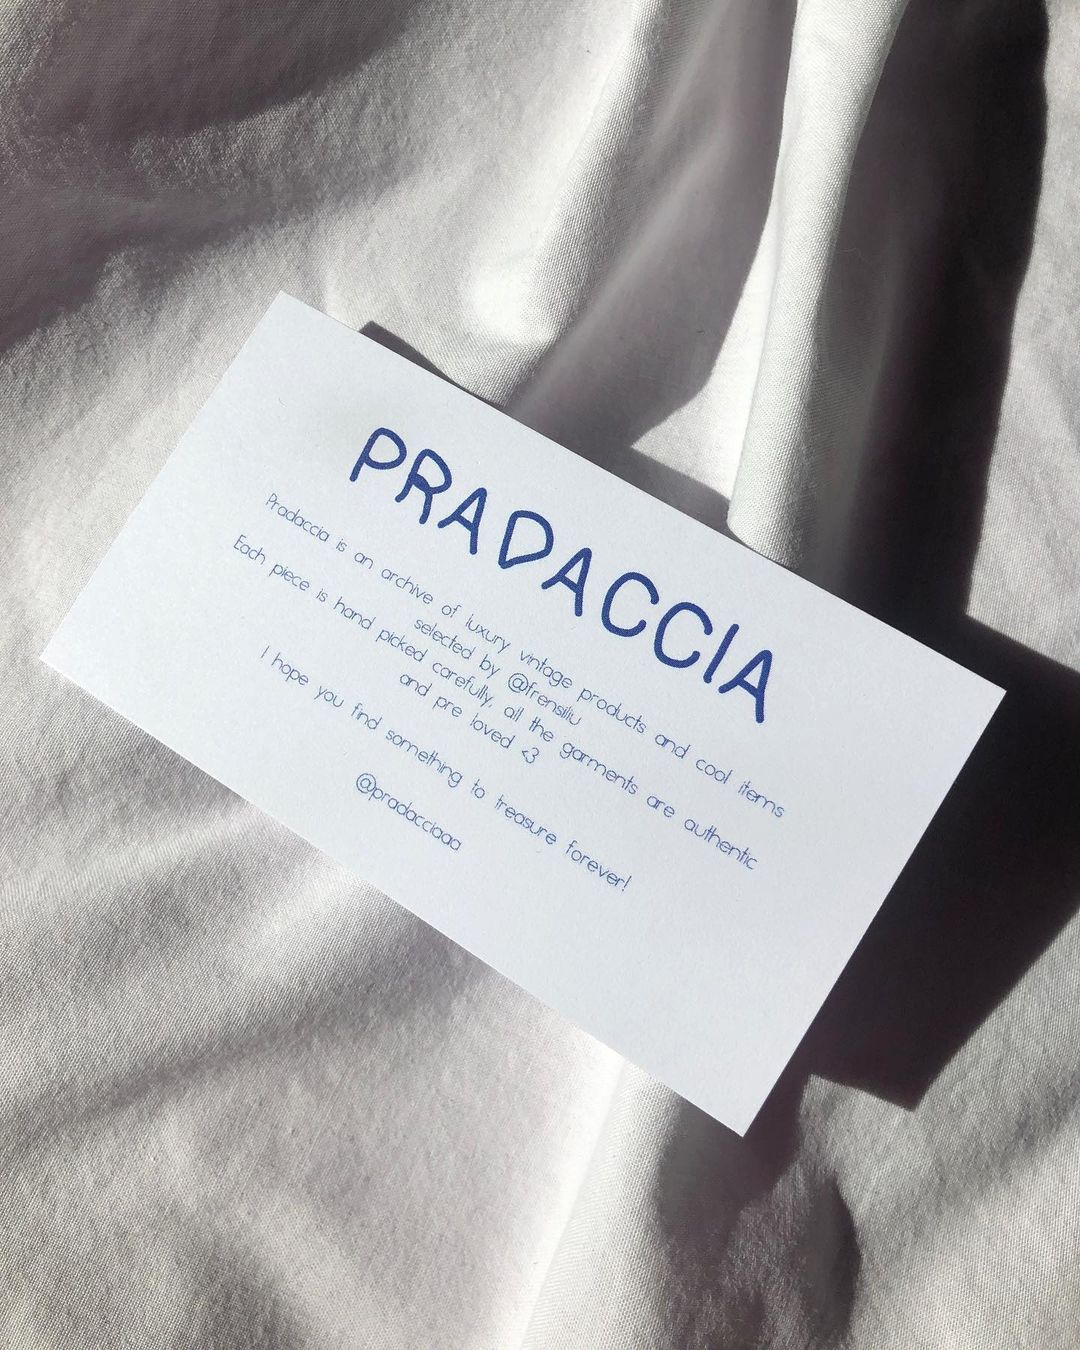 PRADACCIA
Pradaccia is an archive of luxury vintage products and cool items
selected by @frensiliu
Each piece is hand picked carefully, all the garments are authentic
and pre loved <3
I hope you find something to treasure forever!
@pradacciaaa